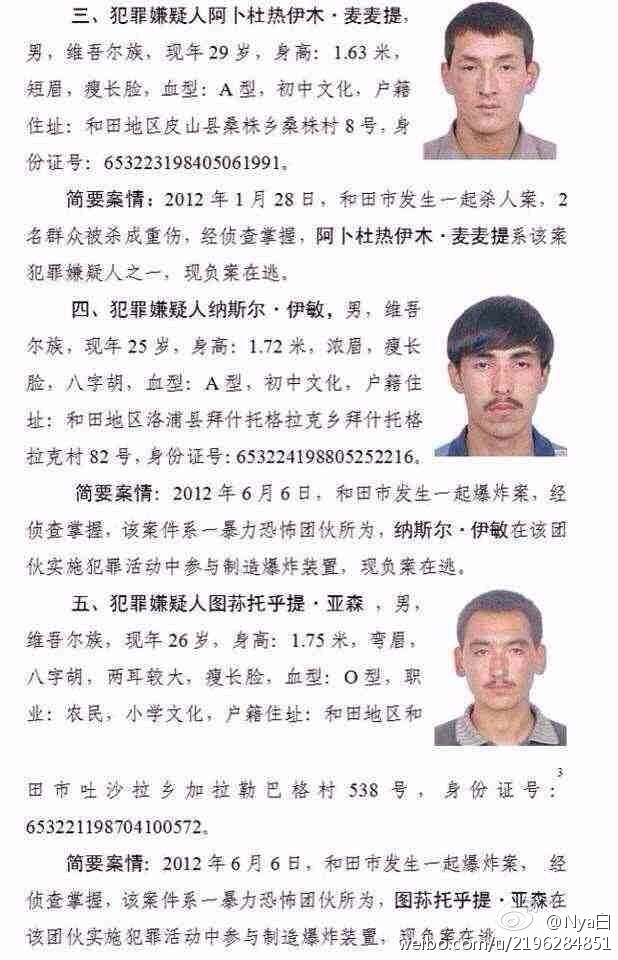 三、犯罪嫌疑人阿卜杜热伊木·麦麦提，
男，维吾尔族，现年 29 岁，身高：1.63 米，
短眉，瘦长脸，血型：A 型，初中文化，户籍
住址：和田地区皮山县桑株乡桑株村 8 号，身
份证号：653223198405061991。
简要案情：2012 年 1 月 28 日，和田市发生一起杀人案，2
名群众被杀成重伤，经侦查掌握，阿卜杜热伊木·麦麦提系该案
犯罪嫌疑人之一，现负案在逃。
四、犯罪嫌疑人纳斯尔·伊敏，男，维吾
尔族，现年 25 岁，身高：1.72 米，浓眉，瘦长
脸，八字胡，血型：A 型，初中文化，户籍住
址：和田地区洛浦县拜什托格拉克乡拜什托格
拉克村 82 号，身份证号：653224198805252216。
简要案情：2012 年 6 月 6 日，和田市发生一起爆炸案，经
侦查掌握，该案件系一暴力恐怖团伙所为，纳斯尔·伊敏在该团
伙实施犯罪活动中参与制造爆炸装置，现负案在逃。
五、犯罪嫌疑人图荪托乎提·亚森 ，男，
维吾尔族，现年 26 岁，身高：1.75 米，弯眉，
八字胡，两耳较大，瘦长脸，血型：O 型，职
业：农民，小学文化，户籍住址：和田地区和
3
田市吐沙拉乡加拉勒巴格村 538 号，身份证号：
653221198704100572。
简要案情：2012 年 6 月 6 日，和田市发生一起爆炸案， 经
侦查掌握，该案件系一暴力恐怖团伙所为，图荪托乎提·亚森在
该团伙实施犯罪活动中参与制造爆炸装置，现负案在逃
@Nya白
weibo.com/u/2196284851